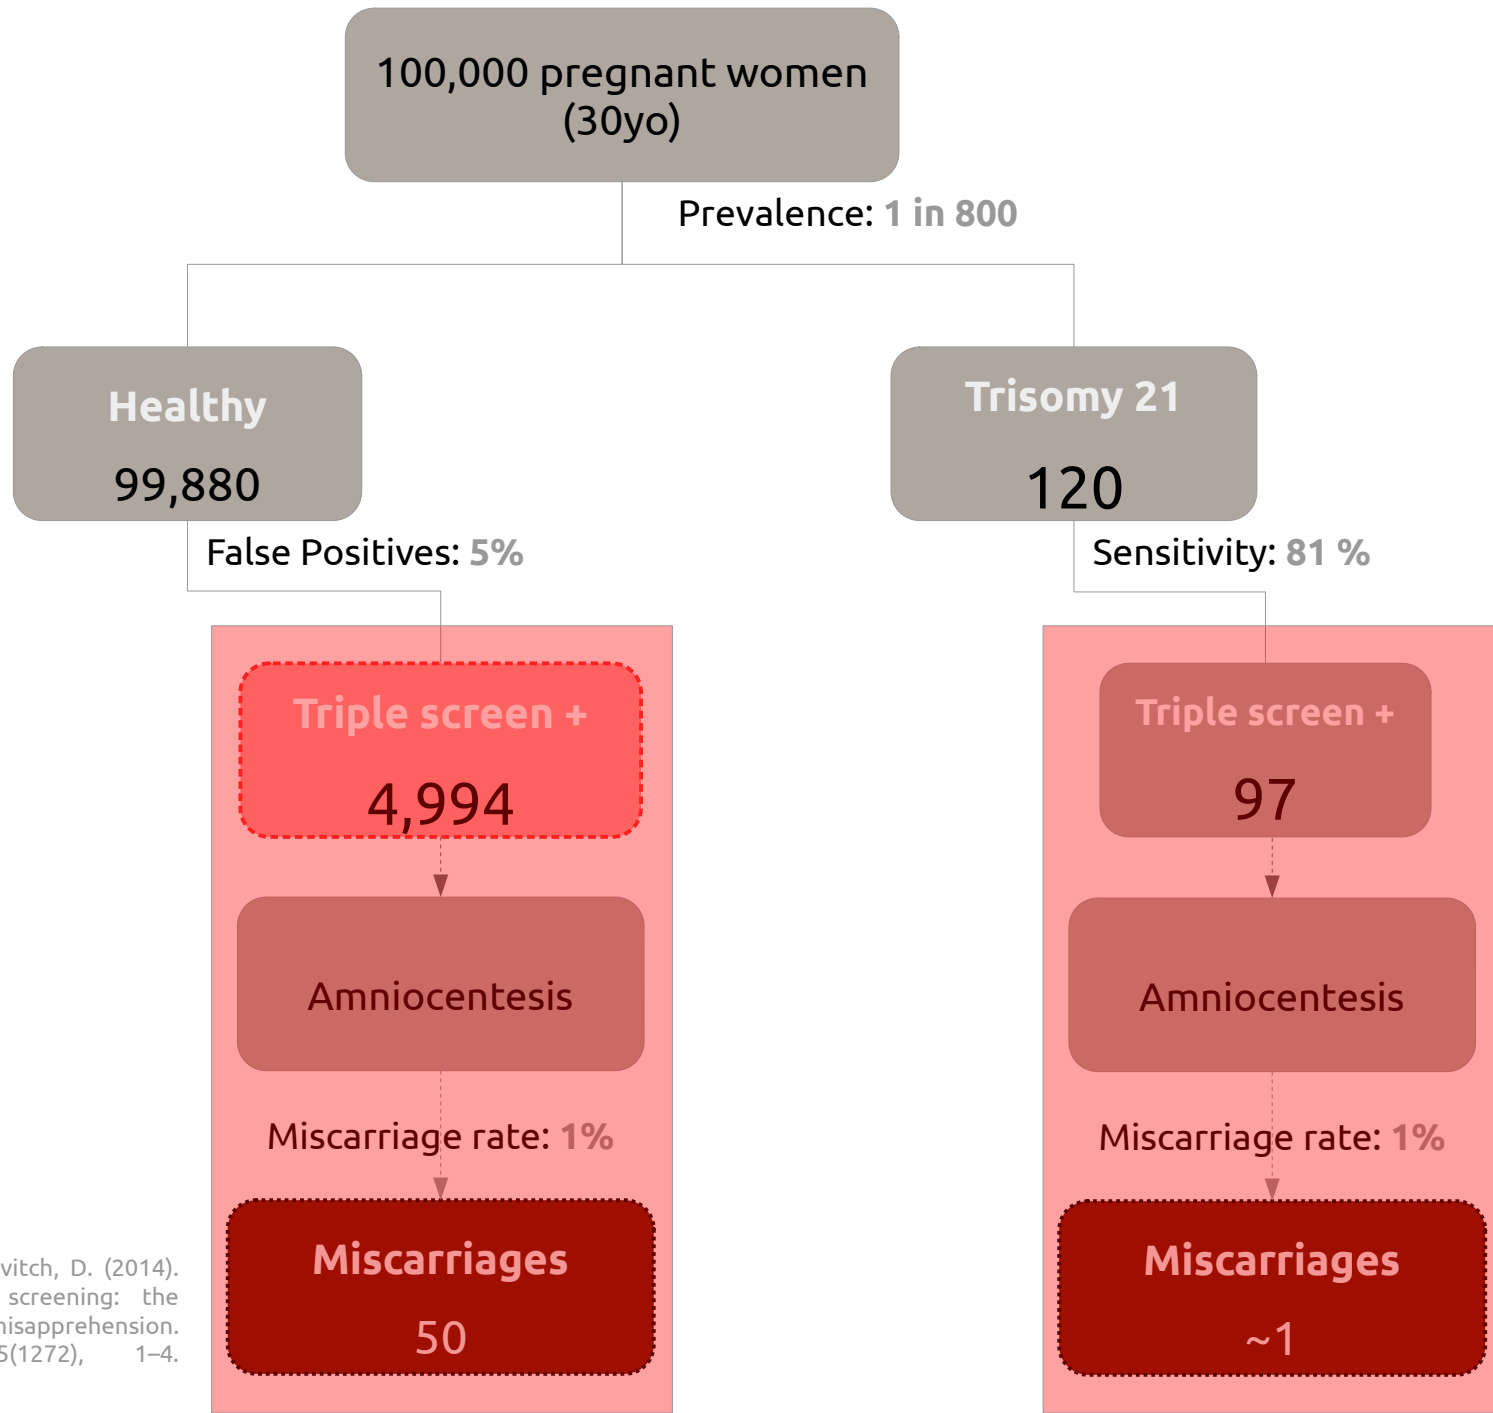 100,000 pregnant women
(30yo)
Prevalence: 1 in 800
Healthy
99,880
Trisomy 21
120
False Positives: 5%
Sensitivity: 81 %
Triple screen +
4,994
Triple screen +
97
Amniocentesis
Amniocentesis
Miscarriage rate: 1%
Miscarriage rate: 1%
Miscarriages
50
Miscarriages
~1
vitch, D. (2014).
screening: the
misapprehension.
5(1272), 1–4.